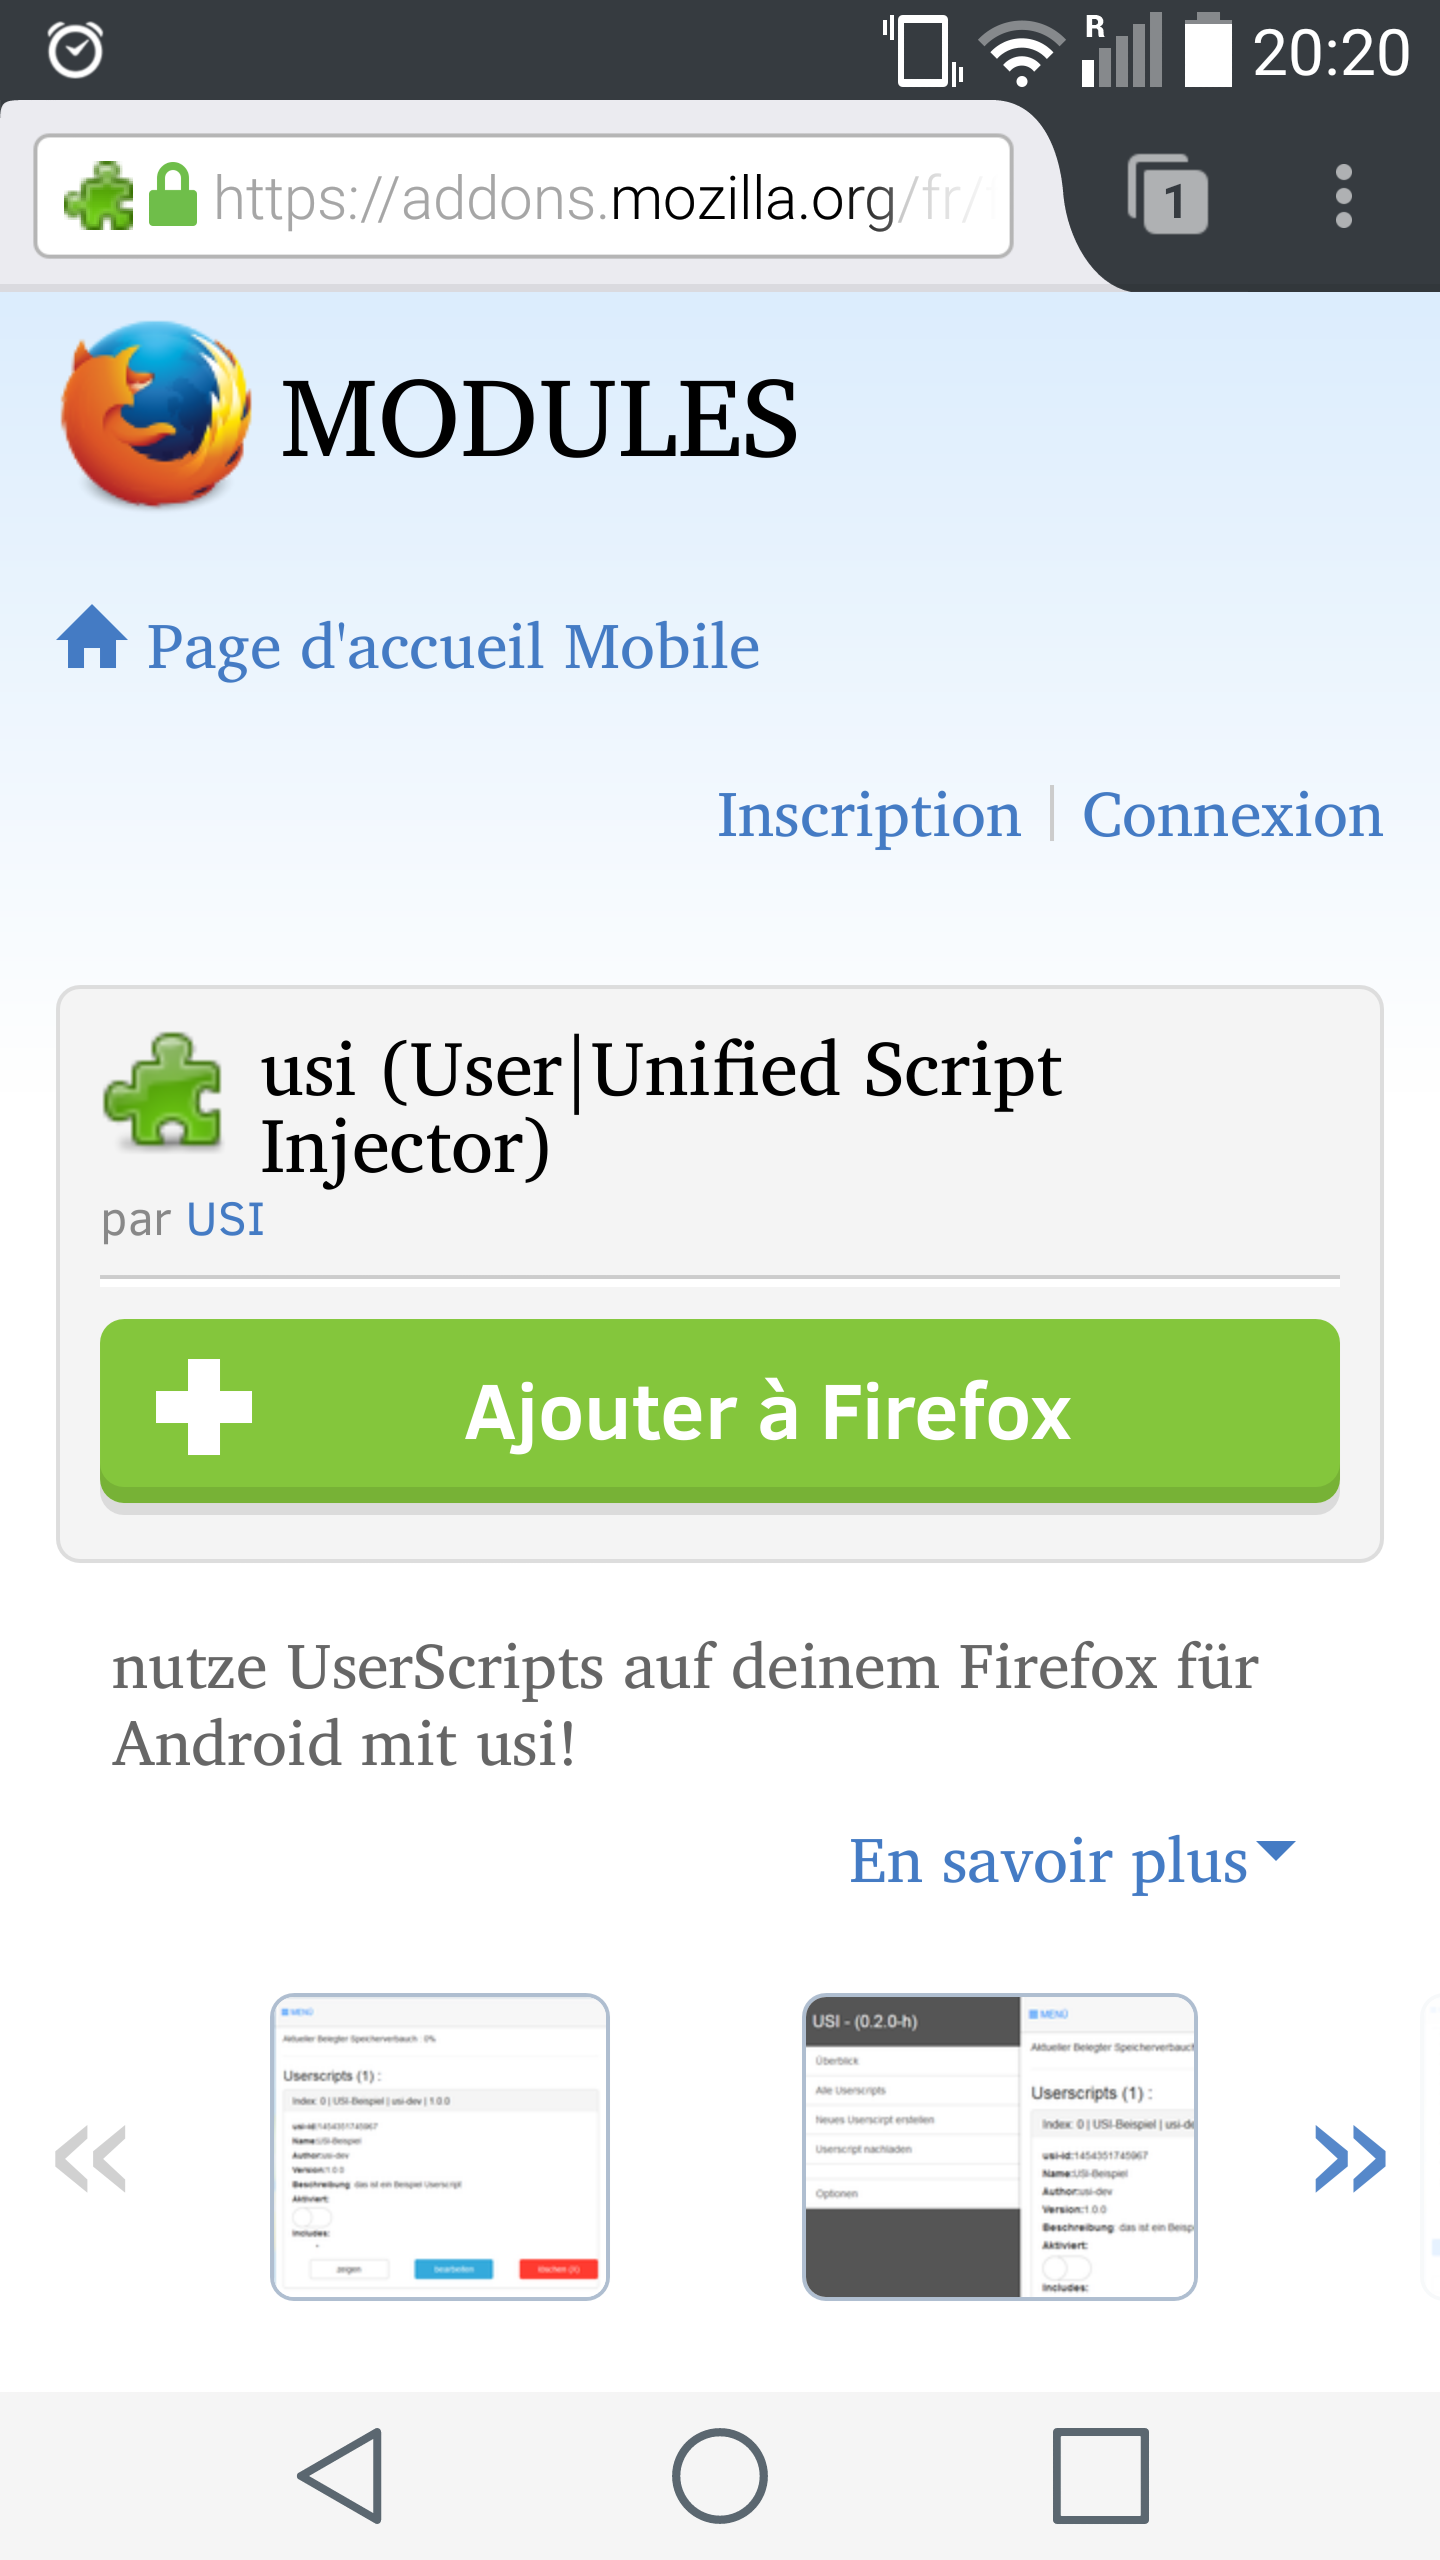 R
20:20
https://addons.mozilla.org/fr/
1
MODULES
Page d'accueil Mobile
Inscription | Connexion
usi (User|Unified Script
Injector)
par USI
Ajouter à Firefox
nutze UserScripts auf deinem Firefox für
Android mit usi!
En savoir plus
«
MENÜ
Aktueller Belegter Speicherverbauch : 0%
Userscripts (1) :
Index: 0 | USI-Beispiel | usi-dev | 1.0.0
usi-id:1454351745967
Name:USI-Beispiel
Author:usi-dev
Version:1.0.0
Beschreibung: das ist ein Beispiel Userscript
Aktiviert:
Includes:
zeigen
bearbeiten
löschen (X)
USI - (0.2.0-h)
Überblick
Alle Userscripts
Neues Userscirpt erstellen
Userscript nachladen
Optionen
MENÜ
Aktueller Belegter Speicherverbauch
Userscripts (1) :
Index: 0 | USI-Beispiel | usi-de
usi-id:1454351745967
Name:USI-Beispiel
Author:usi-dev
Version:1.0.0
Beschreibung: das ist ein Beisp
Aktiviert:
Includes:
»